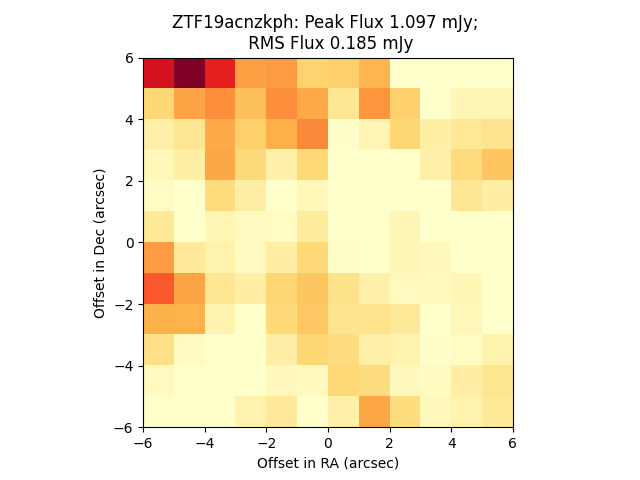 ZTF19acnzkph: Peak Flux 1.097 mJy;
RMS Flux 0.185 mJy
6
4
2
0
−2
−4
−6
Offset in Dec (arcsec)
−6 −4 −2 0 2 4 6
Offset in RA (arcsec)